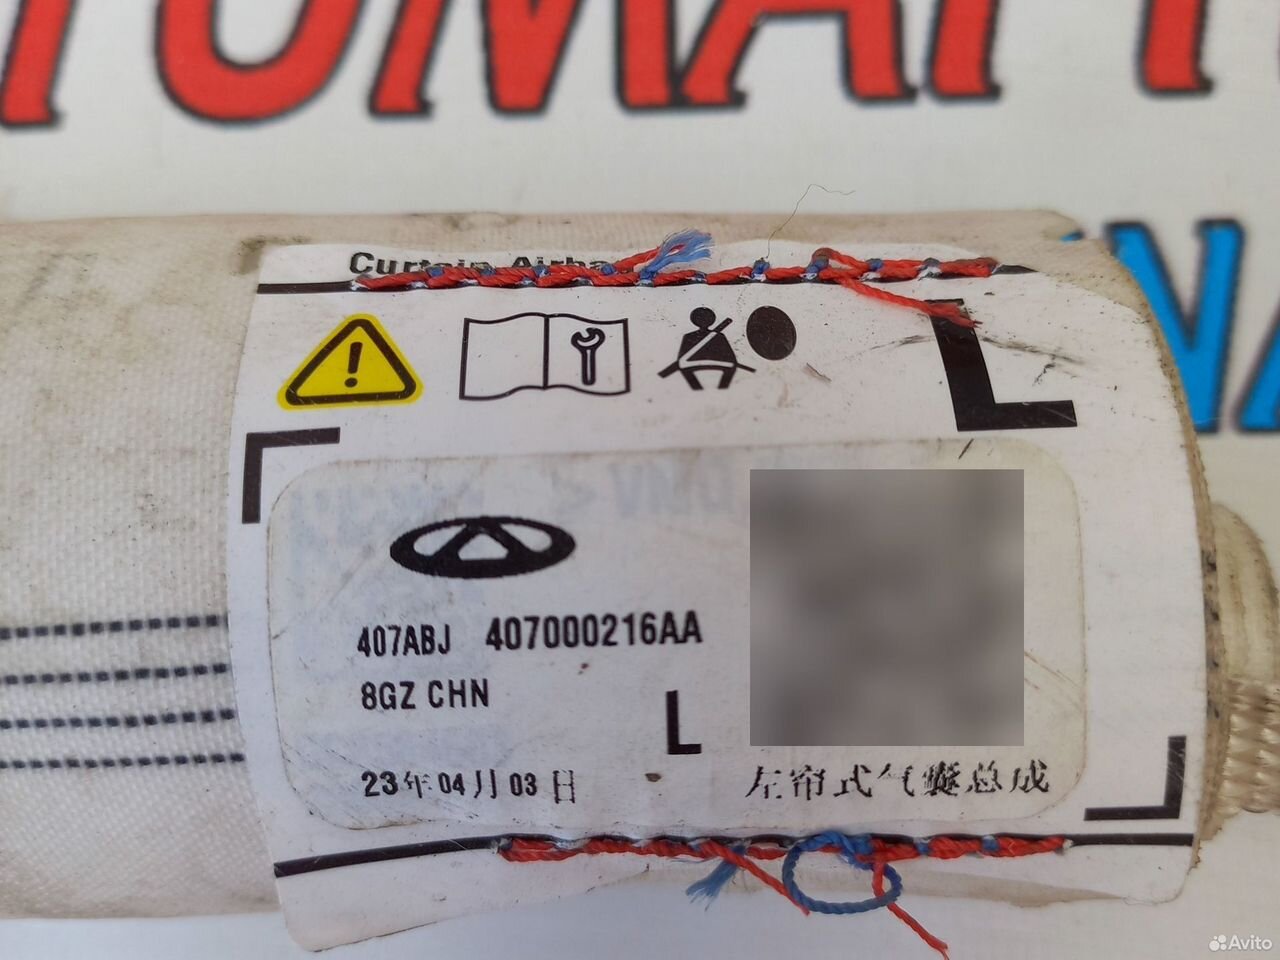 Curtain Airba
L
407ABJ 407000216AA
8GZ CHN
L
23年04月03日
左帘式气囊总成
Avito